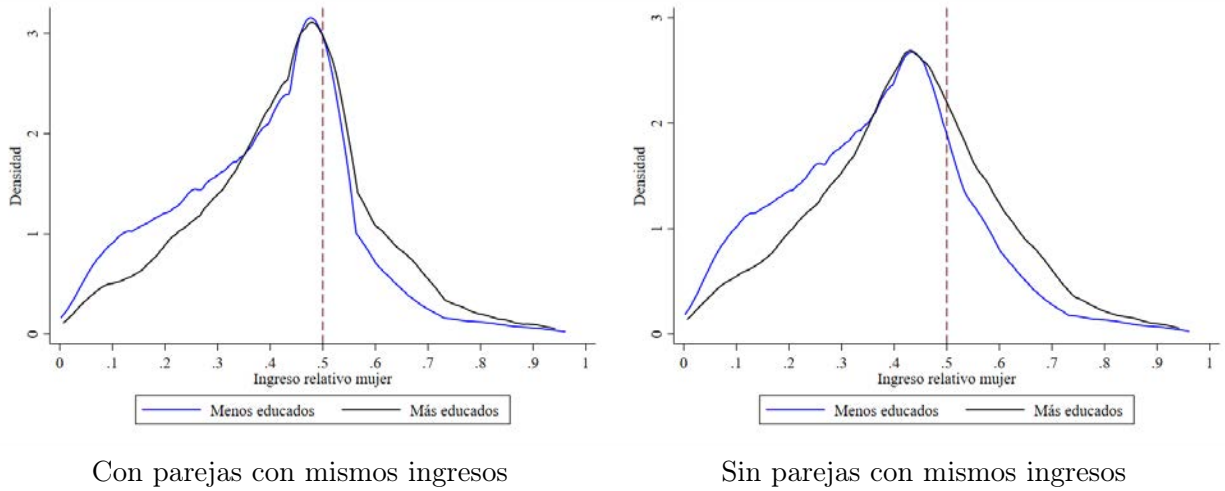 Densidad
3
2
1
0
0 .1 .2 .3 .4 .5 .6 .7 .8 .9 1
Ingreso relativo mujer
Menos educados Más educados
Con parejas con mismos ingresos
Densidad
3
2
1
0
0 .1 .2 .3 .4 .5 .6 .7 .8 .9 1
Ingreso relativo mujer
Menos educados Más educados
Sin parejas con mismos ingresos